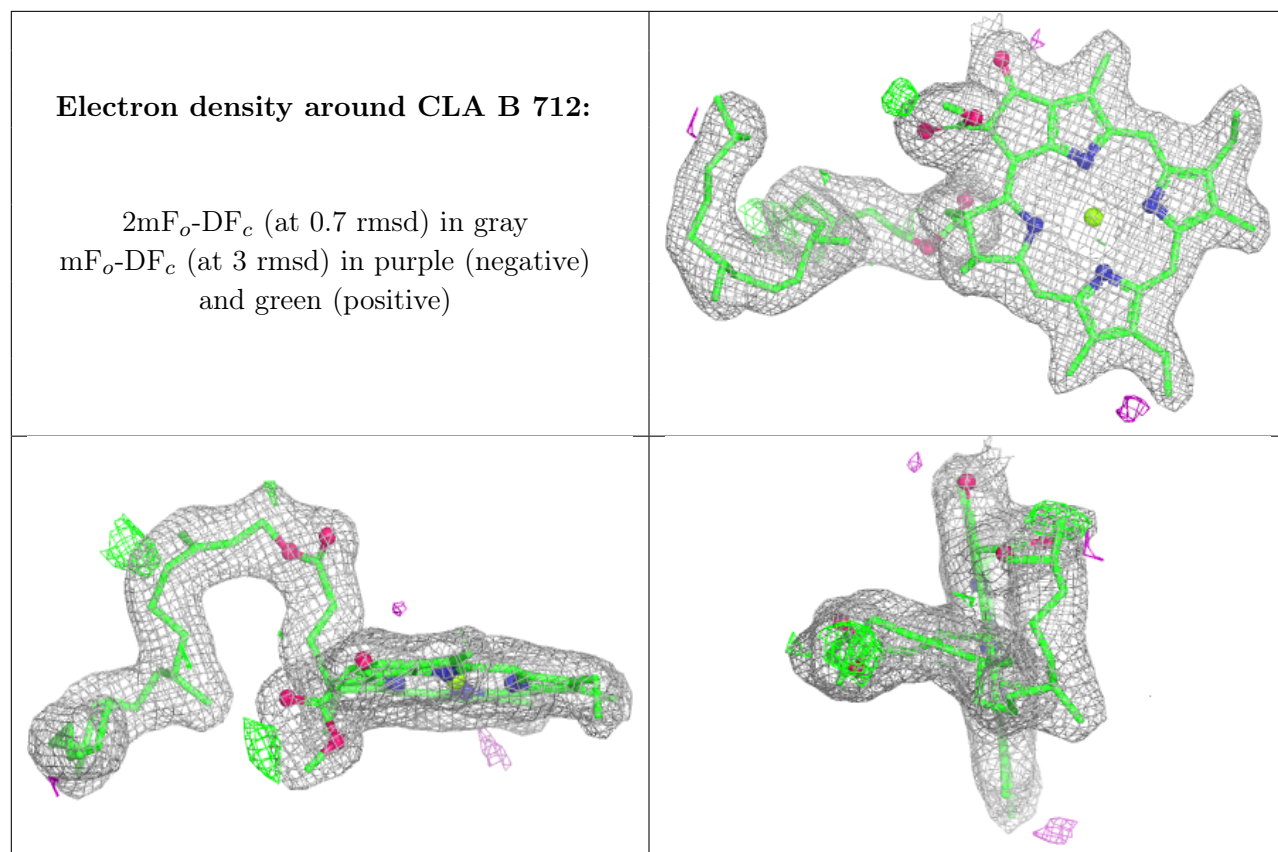 Electron density around CLA B 712:
2mFₒ-DF𝑐 (at 0.7 rmsd) in gray
mFₒ-DF𝑐 (at 3 rmsd) in purple (negative)
and green (positive)